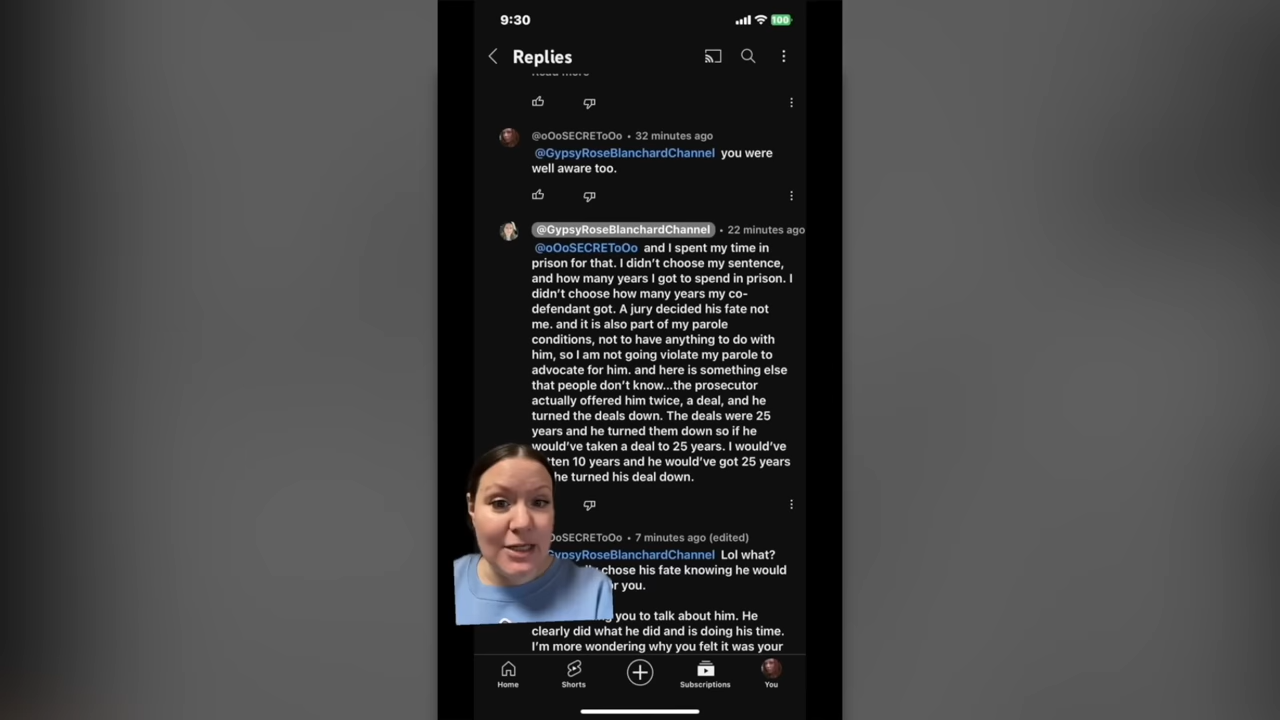 9:30
100
Replies
Read more
@oOoSECREToOo • 32 minutes ago
@GypsyRoseBlanchardChannel you were
well aware too.
@GypsyRoseBlanchardChannel • 22 minutes ago
@oOoSECREToOo and I spent my time in
prison for that. I didn't choose my sentence,
and how many years I got to spend in prison. I
didn't choose how many years my co-
defendant got. A jury decided his fate not
me. and it is also part of my parole
conditions, not to have anything to do with
him, so I am not going violate my parole to
advocate for him. and here is something else
that people don't know...the prosecutor
actually offered him twice, a deal, and he
turned the deals down. The deals were 25
years and he turned them down so if he
would've taken a deal to 25 years. I would've
10 years and he would've got 25 years
he turned his deal down.
• 7 minutes ago (edited)
Lol what?
chose his fate knowing he would
you.
you to talk about him. He
clearly did what he did and is doing his time.
I'm more wondering why you felt it was your
Home
Shorts
Subscriptions
You